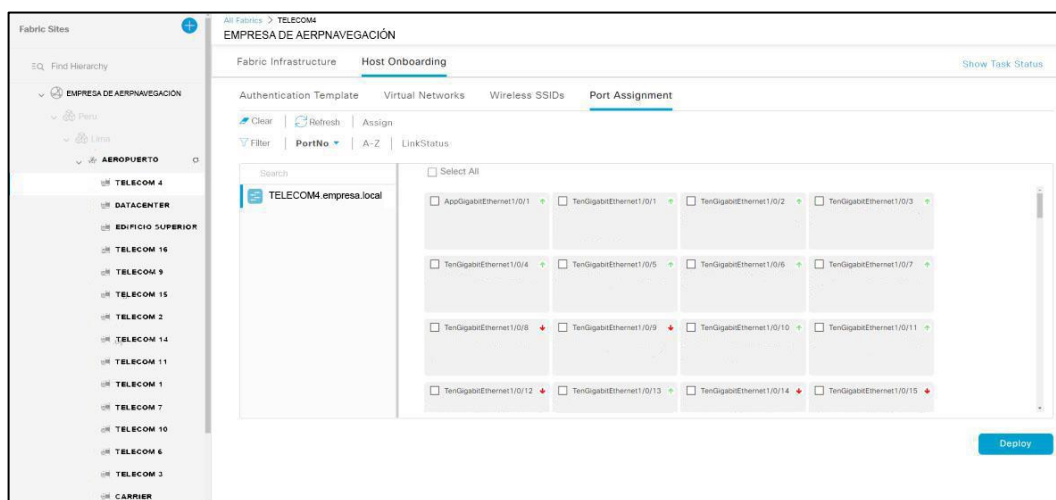 Fabric Sites
Find Hierarchy
EMPRESA DE AERPNAVEGACIÓN
Peru
Lima
AEROPUERTO
TELECOM 4
DATACENTER
EDIFICIO SUPERIOR
TELECOM 16
TELECOM 9
TELECOM 15
TELECOM 2
TELECOM 14
TELECOM 11
TELECOM 1
TELECOM 7
TELECOM 10
TELECOM 6
TELECOM 3
CARRIER
All Fabrics > TELECOM4
EMPRESA DE AERPNAVEGACIÓN
Fabric Infrastructure Host Onboarding Show Task Status
Authentication Template Virtual Networks Wireless SSIDs Port Assignment
Clear | Refresh | Assign
Filter | PortNo | A-Z | LinkStatus
Search
TELECOM4.empresa.local
Select All
AppGigabitEthernet1/0/1 TenGigabitEthernet1/0/1 TenGigabitEthernet1/0/2 TenGigabitEthernet1/0/3
TenGigabitEthernet1/0/4 TenGigabitEthernet1/0/5 TenGigabitEthernet1/0/6 TenGigabitEthernet1/0/7
TenGigabitEthernet1/0/8 TenGigabitEthernet1/0/9 TenGigabitEthernet1/0/10 TenGigabitEthernet1/0/11
TenGigabitEthernet1/0/12 TenGigabitEthernet1/0/13 TenGigabitEthernet1/0/14 TenGigabitEthernet1/0/15
Deploy